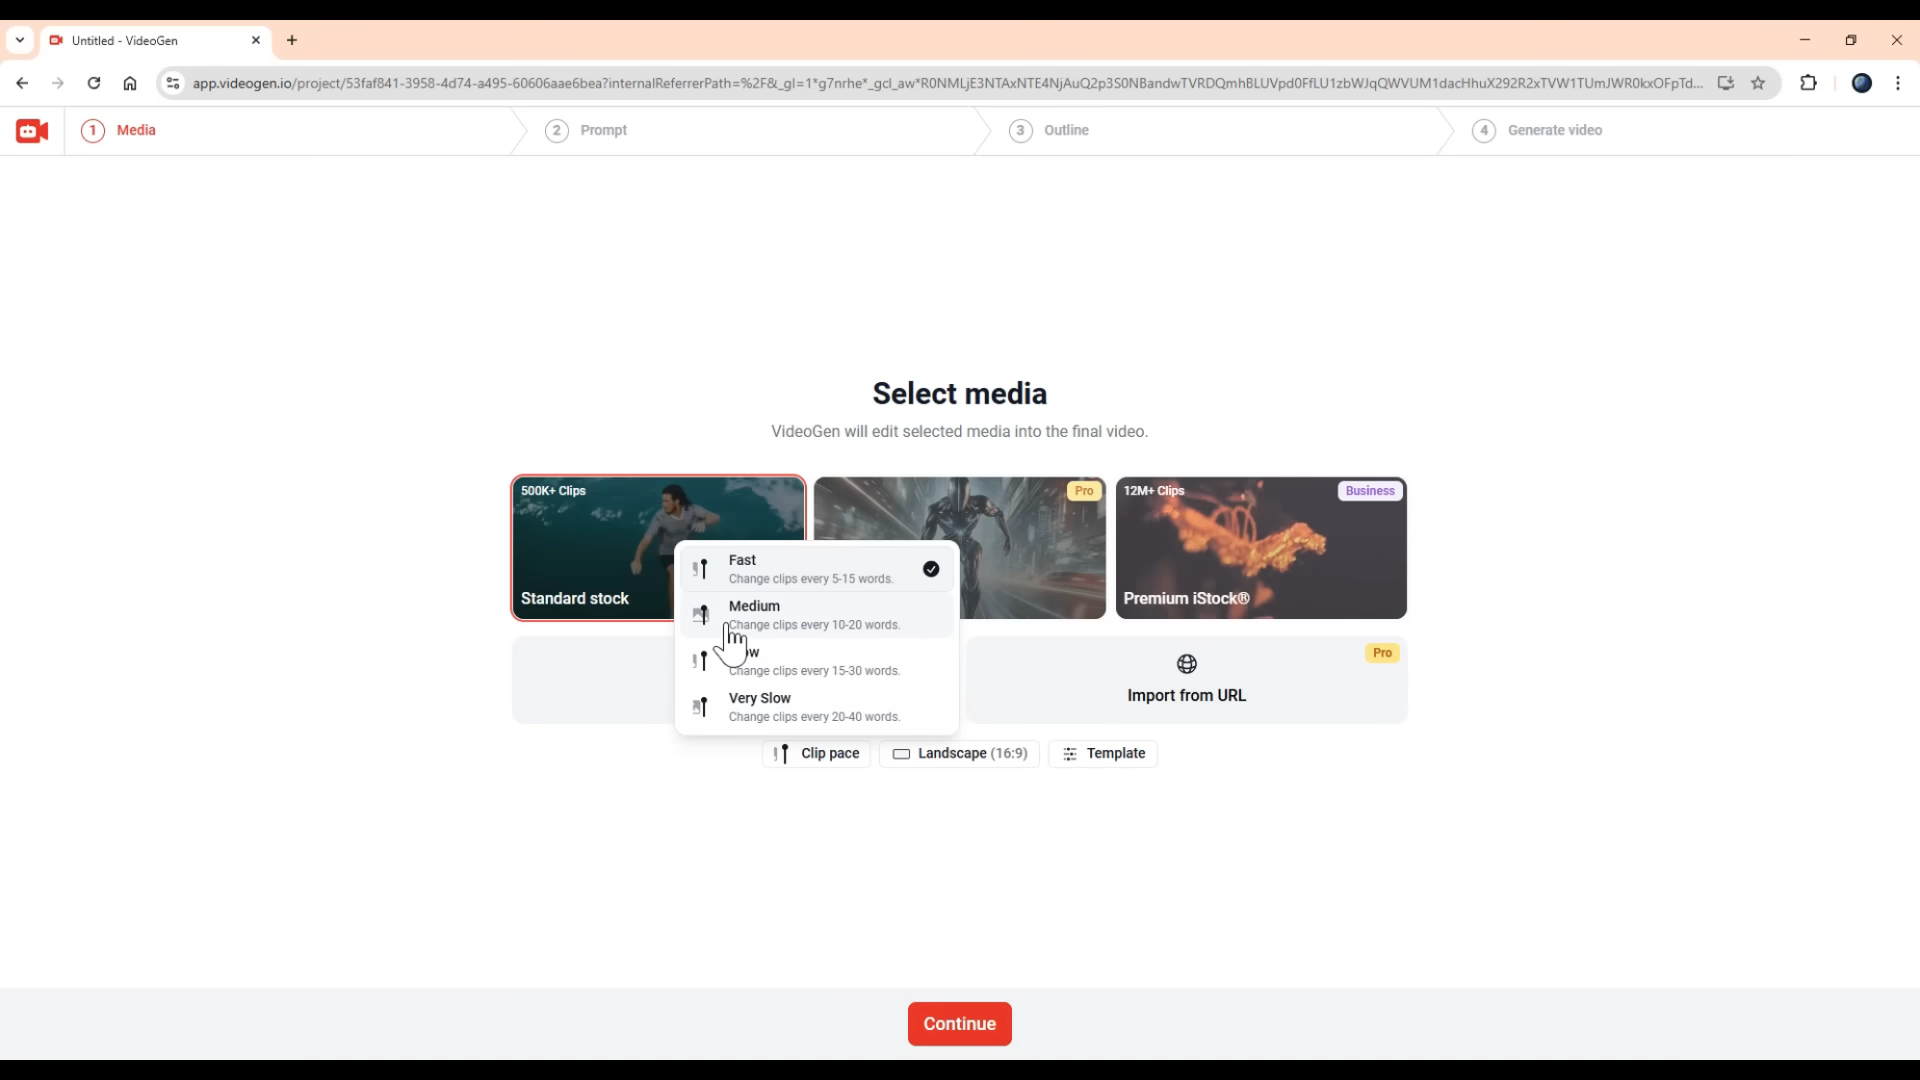 Untitled - VideoGen
app.videogen.io/project/53faf841-3958-4d74-a495-60606aae6bea?internalReferrerPath=%2F&_gl=1*g7nrhe*_gcl_aw*R0NMLjE3NTAxNTE4NjAuQ2p3S0NBandwTVRDQmhBLUVpd0FfLU1zbWJqQWVUM1dacHhuX292R2xTVW1TUmJWR0kxOFpTd...
1 Media
2 Prompt
3 Outline
4 Generate video
Select media
VideoGen will edit selected media into the final video.
500K+ Clips
Pro
12M+ Clips
Business
Standard stock
Premium iStock®
Fast
Change clips every 5-15 words.
Medium
Change clips every 10-20 words.
Change clips every 15-30 words.
Very Slow
Change clips every 20-40 words.
Pro
Import from URL
Clip pace
Landscape (16:9)
Template
Continue